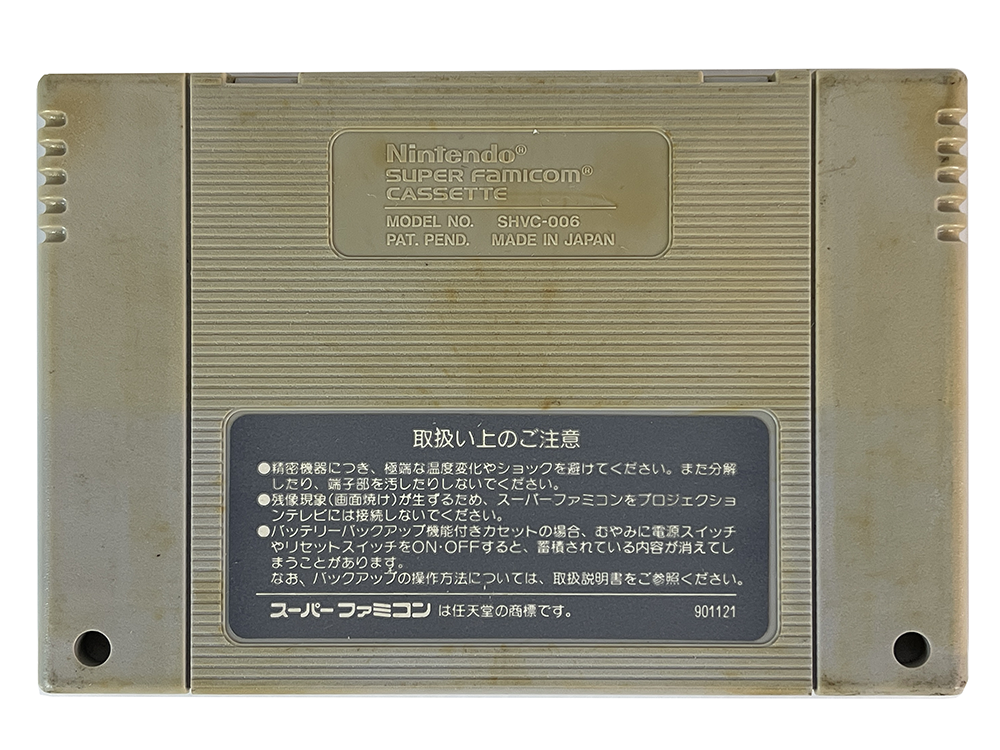 Nintendo®
SUPER FAMICOM®
CASSETTE
MODEL NO. SHVC-006
PAT. PEND. MADE IN JAPAN
取扱い上のご注意
●精密機器につき、極端な温度変化やショックを避けてください。また分解
したり、端子部を汚したりしないでください。
●残像現象(画面焼け)が生ずるため、スーパーファミコンをプロジェクショ
ンテレビには接続しないでください。
●バッテリーバックアップ機能付きカセットの場合、むやみに電源スイッチ
やリセットスイッチをON・OFFすると、蓄積されている内容が消えてし
まうことがあります。
なお、バックアップの操作方法については、取扱説明書をご参照ください。
スーパーファミコン は任天堂の商標です。 901121